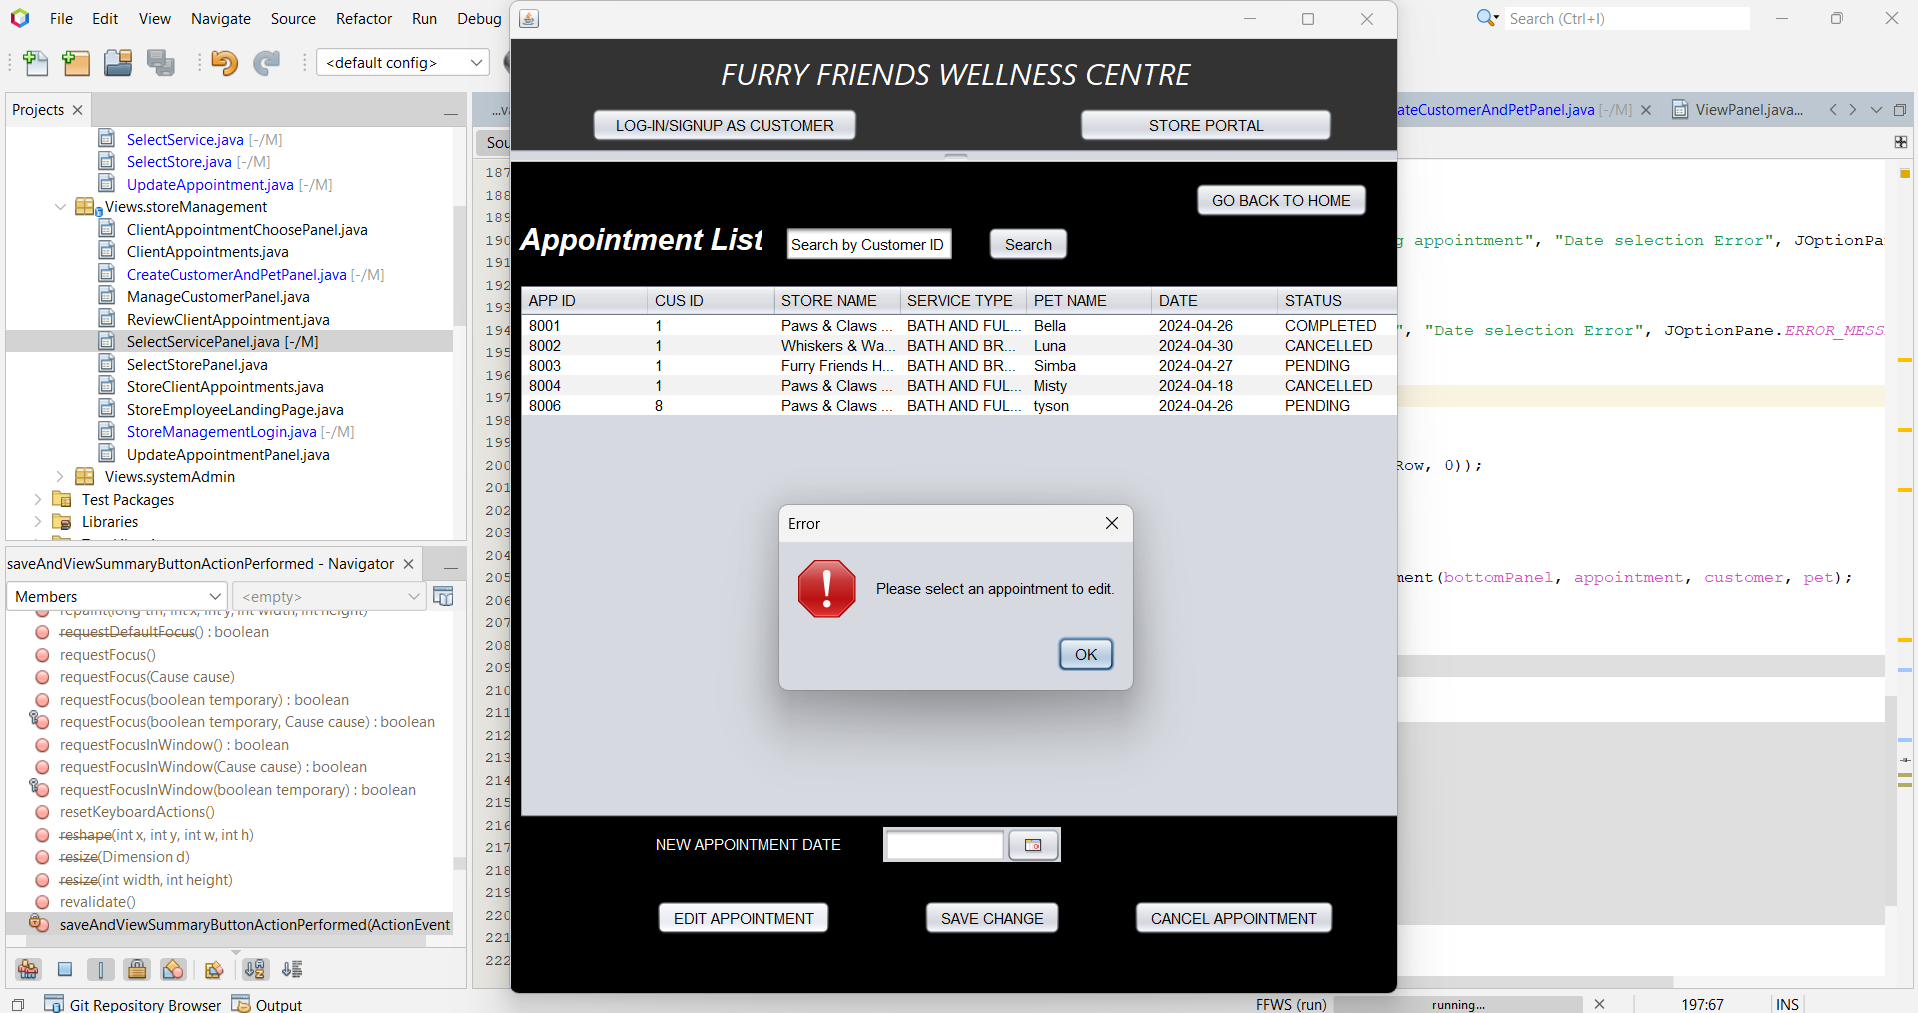 File Edit View Navigate Source Refactor Run Debug
Search (Ctrl+I)
<default config>
FURRY FRIENDS WELLNESS CENTRE
LOG-IN/SIGNUP AS CUSTOMER
STORE PORTAL
Projects
SelectService.java [-/M]
SelectStore.java [-/M]
UpdateAppointment.java [-/M]
Views.storeManagement
ClientAppointmentChoosePanel.java
ClientAppointments.java
CreateCustomerAndPetPanel.java [-/M]
ManageCustomerPanel.java
ReviewClientAppointment.java
SelectServicePanel.java [-/M]
SelectStorePanel.java
StoreClientAppointments.java
StoreEmployeeLandingPage.java
StoreManagementLogin.java [-/M]
UpdateAppointmentPanel.java
Views.systemAdmin
Test Packages
Libraries
saveAndViewSummaryButtonActionPerformed - Navigator
Members
<empty>
requestDefaultFocus() : boolean
requestFocus()
requestFocus(Cause cause)
requestFocus(boolean temporary) : boolean
requestFocus(boolean temporary, Cause cause) : boolean
requestFocusInWindow() : boolean
requestFocusInWindow(Cause cause) : boolean
requestFocusInWindow(boolean temporary) : boolean
resetKeyboardActions()
reshape(int x, int y, int w, int h)
resize(Dimension d)
resize(int width, int height)
revalidate()
saveAndViewSummaryButtonActionPerformed(ActionEvent
Git Repository Browser Output
Sou
187
188
189
190
191
192
193
194
195
196
197
198
199
200
201
202
203
204
205
206
207
208
209
210
211
212
213
214
215
216
217
218
219
220
221
222
GO BACK TO HOME
Appointment List
Search by Customer ID
Search
APP ID CUS ID STORE NAME SERVICE TYPE PET NAME DATE STATUS
8001 1 Paws & Claws ... BATH AND FUL... Bella 2024-04-26 COMPLETED
8002 1 Whiskers & Wa... BATH AND BR... Luna 2024-04-30 CANCELLED
8003 1 Furry Friends H... BATH AND BR... Simba 2024-04-27 PENDING
8004 1 Paws & Claws ... BATH AND FUL... Misty 2024-04-18 CANCELLED
8006 8 Paws & Claws ... BATH AND FUL... tyson 2024-04-26 PENDING
Error
Please select an appointment to edit.
OK
NEW APPOINTMENT DATE
EDIT APPOINTMENT
SAVE CHANGE
CANCEL APPOINTMENT
ateCustomerAndPetPanel.java [-/M]
ViewPanel.java...
g appointment", "Date selection Error", JOptionPa
", "Date selection Error", JOptionPane.ERROR_MESS
Row, 0));
ment(bottomPanel, appointment, customer, pet);
FFWS (run)
running...
197:67
INS